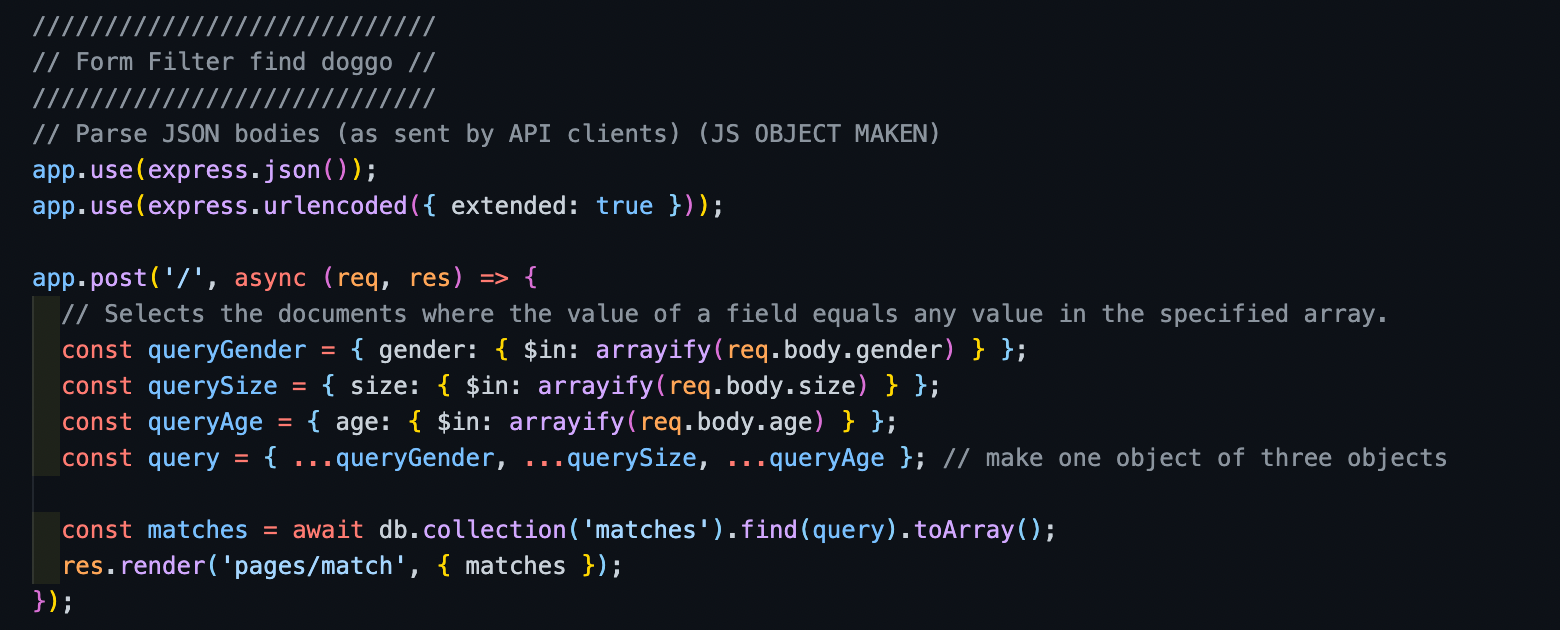 ////////////////////////////
// Form Filter find doggo //
////////////////////////////
// Parse JSON bodies (as sent by API clients) (JS OBJECT MAKEN)
app.use(express.json());
app.use(express.urlencoded({ extended: true }));
app.post('/', async (req, res) => {
// Selects the documents where the value of a field equals any value in the specified array.
const queryGender = { gender: { $in: arrayify(req.body.gender) } };
const querySize = { size: { $in: arrayify(req.body.size) } };
const queryAge = { age: { $in: arrayify(req.body.age) } };
const query = { ...queryGender, ...querySize, ...queryAge }; // make one object of three objects
const matches = await db.collection('matches').find(query).toArray();
res.render('pages/match', { matches });
});